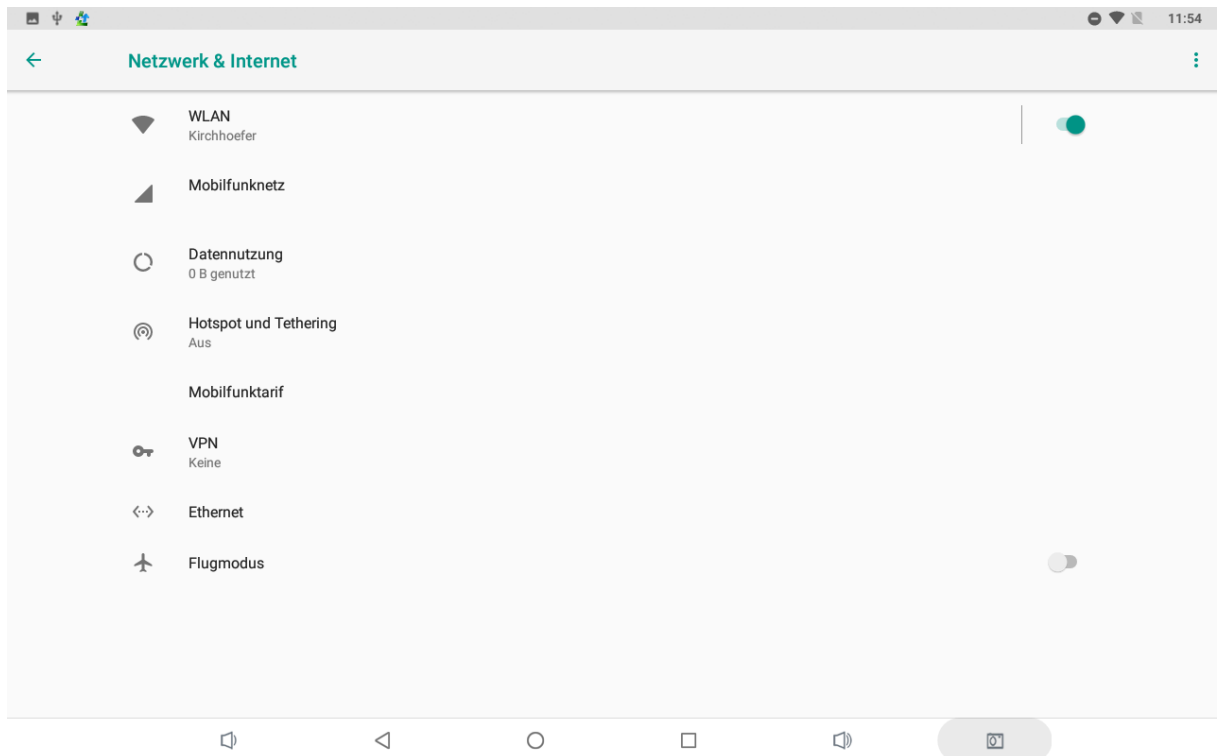 11:54
Netzwerk & Internet
WLAN
Kirchhoefer
Mobilfunknetz
Datennutzung
0 B genutzt
Hotspot und Tethering
Aus
Mobilfunktarif
VPN
Keine
Ethernet
Flugmodus